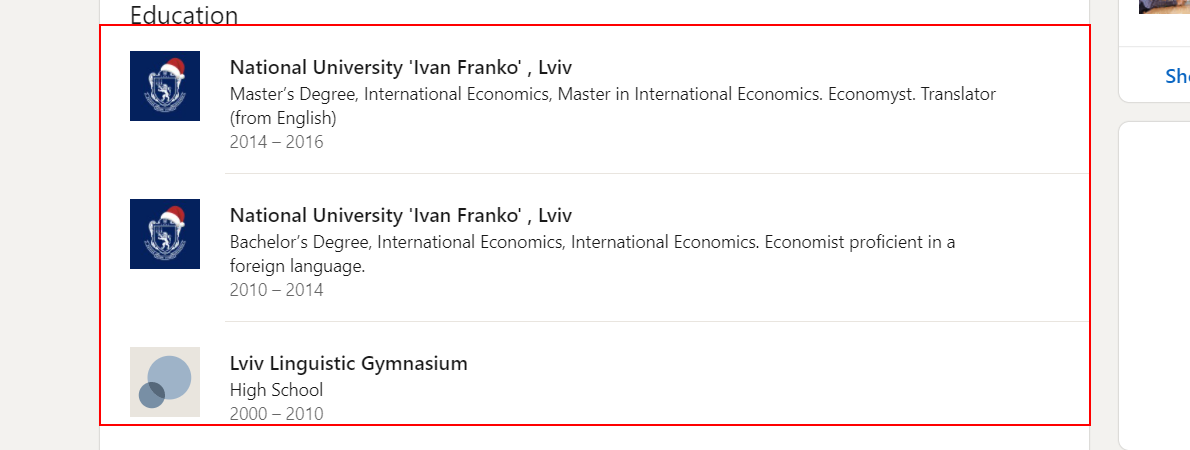 Education
National University 'Ivan Franko' , Lviv
Master’s Degree, International Economics, Master in International Economics. Economyst. Translator
(from English)
2014 – 2016
National University 'Ivan Franko' , Lviv
Bachelor’s Degree, International Economics, International Economics. Economist proficient in a
foreign language.
2010 – 2014
Lviv Linguistic Gymnasium
High School
2000 – 2010